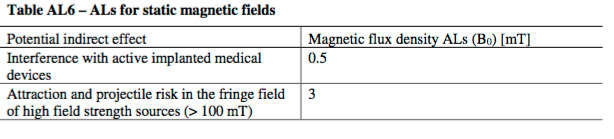 Table AL6 – ALs for static magnetic fields
Potential indirect effect Magnetic flux density ALs (B₀) [mT]
Interference with active implanted medical 0.5
devices
Attraction and projectile risk in the fringe field 3
of high field strength sources (> 100 mT)